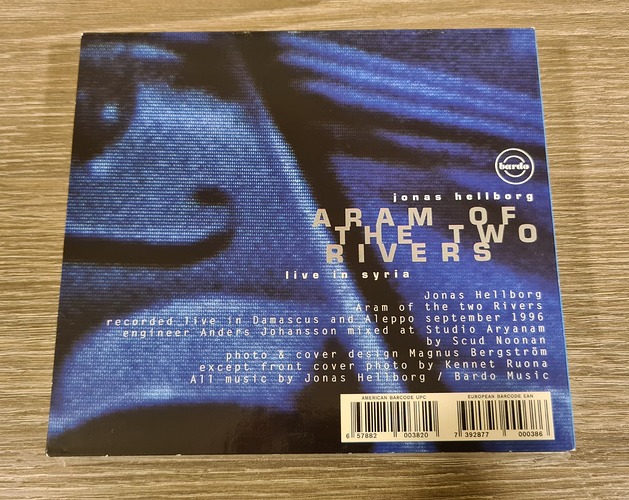 bardo
jonas hellborg
ARAM OF
THE TWO
RIVERS
live in syria
Jonas Hellborg
Aram of the two Rivers
recorded live in Damascus and Aleppo september 1996
engineer Anders Johansson mixed at Studio Aryanam
by Scud Noonan
photo & cover design Magnus Bergström
except front cover photo by Kennet Ruona
All music by Jonas Hellborg / Bardo Music
AMERICAN BARCODE UPC
EUROPEAN BARCODE EAN
6 57882 003820
7 392877 000386